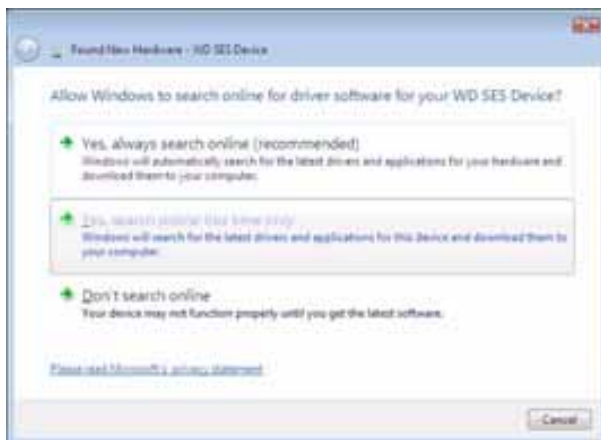 Found New Hardware - WD SES Device
Allow Windows to search online for driver software for your WD SES Device?
Yes, always search online (recommended)
Windows will automatically search for the latest drivers and applications for your hardware and
download them to your computer.
Yes, search online this time only
Windows will search for the latest drivers and applications for this device and download them to
your computer.
Don't search online
Your device may not function properly until you get the latest software.
Please read Microsoft's privacy statement
Cancel